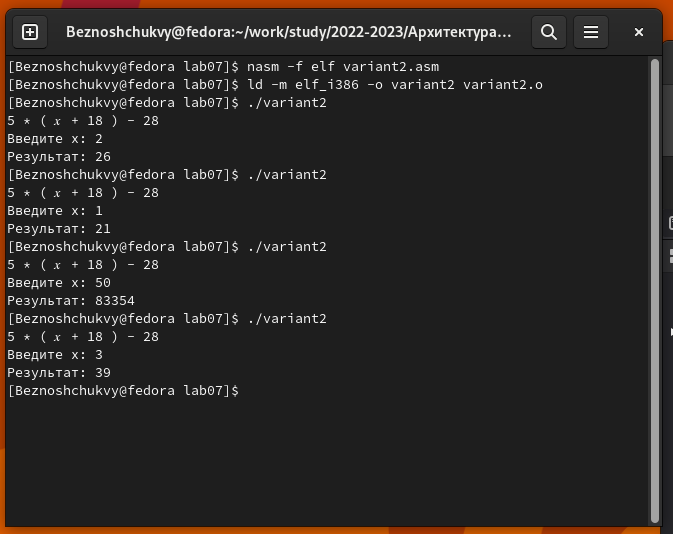 Beznoshchukvy@fedora:~/work/study/2022-2023/Архитектура...
[Beznoshchukvy@fedora lab07]$ nasm -f elf variant2.asm
[Beznoshchukvy@fedora lab07]$ ld -m elf_i386 -o variant2 variant2.o
[Beznoshchukvy@fedora lab07]$ ./variant2
5 * ( 𝑥 + 18 ) - 28
Введите х: 2
Результат: 26
[Beznoshchukvy@fedora lab07]$ ./variant2
5 * ( 𝑥 + 18 ) - 28
Введите х: 1
Результат: 21
[Beznoshchukvy@fedora lab07]$ ./variant2
5 * ( 𝑥 + 18 ) - 28
Введите х: 50
Результат: 83354
[Beznoshchukvy@fedora lab07]$ ./variant2
5 * ( 𝑥 + 18 ) - 28
Введите х: 3
Результат: 39
[Beznoshchukvy@fedora lab07]$